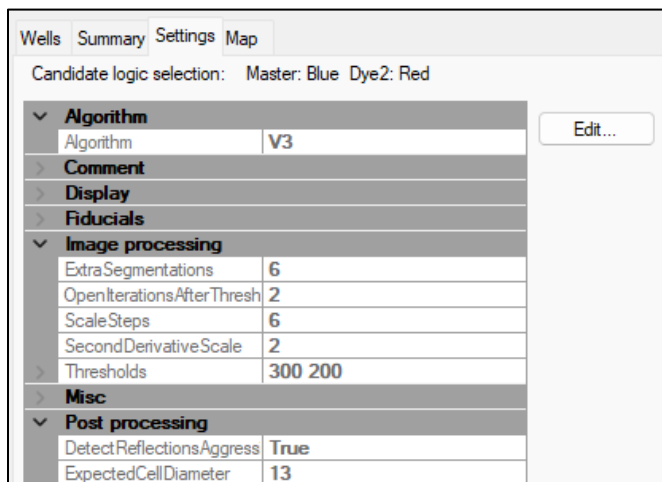 Wells Summary Settings Map
Candidate logic selection: Master: Blue Dye2: Red
Algorithm
Edit...
Algorithm V3
Comment
Display
Fiducials
Image processing
ExtraSegmentations 6
OpenIterationsAfterThresh 2
ScaleSteps 6
SecondDerivativeScale 2
Thresholds 300 200
Misc
Post processing
DetectReflectionsAggress True
ExpectedCellDiameter 13